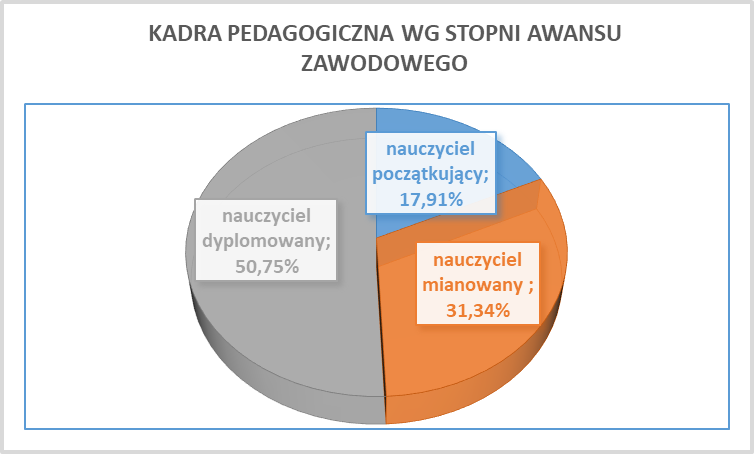 KADRA PEDAGOGICZNA WG STOPNI AWANSU
ZAWODOWEGO
nauczyciel
początkujący;
17,91%
nauczyciel
dyplomowany;
50,75%
nauczyciel
mianowany ;
31,34%